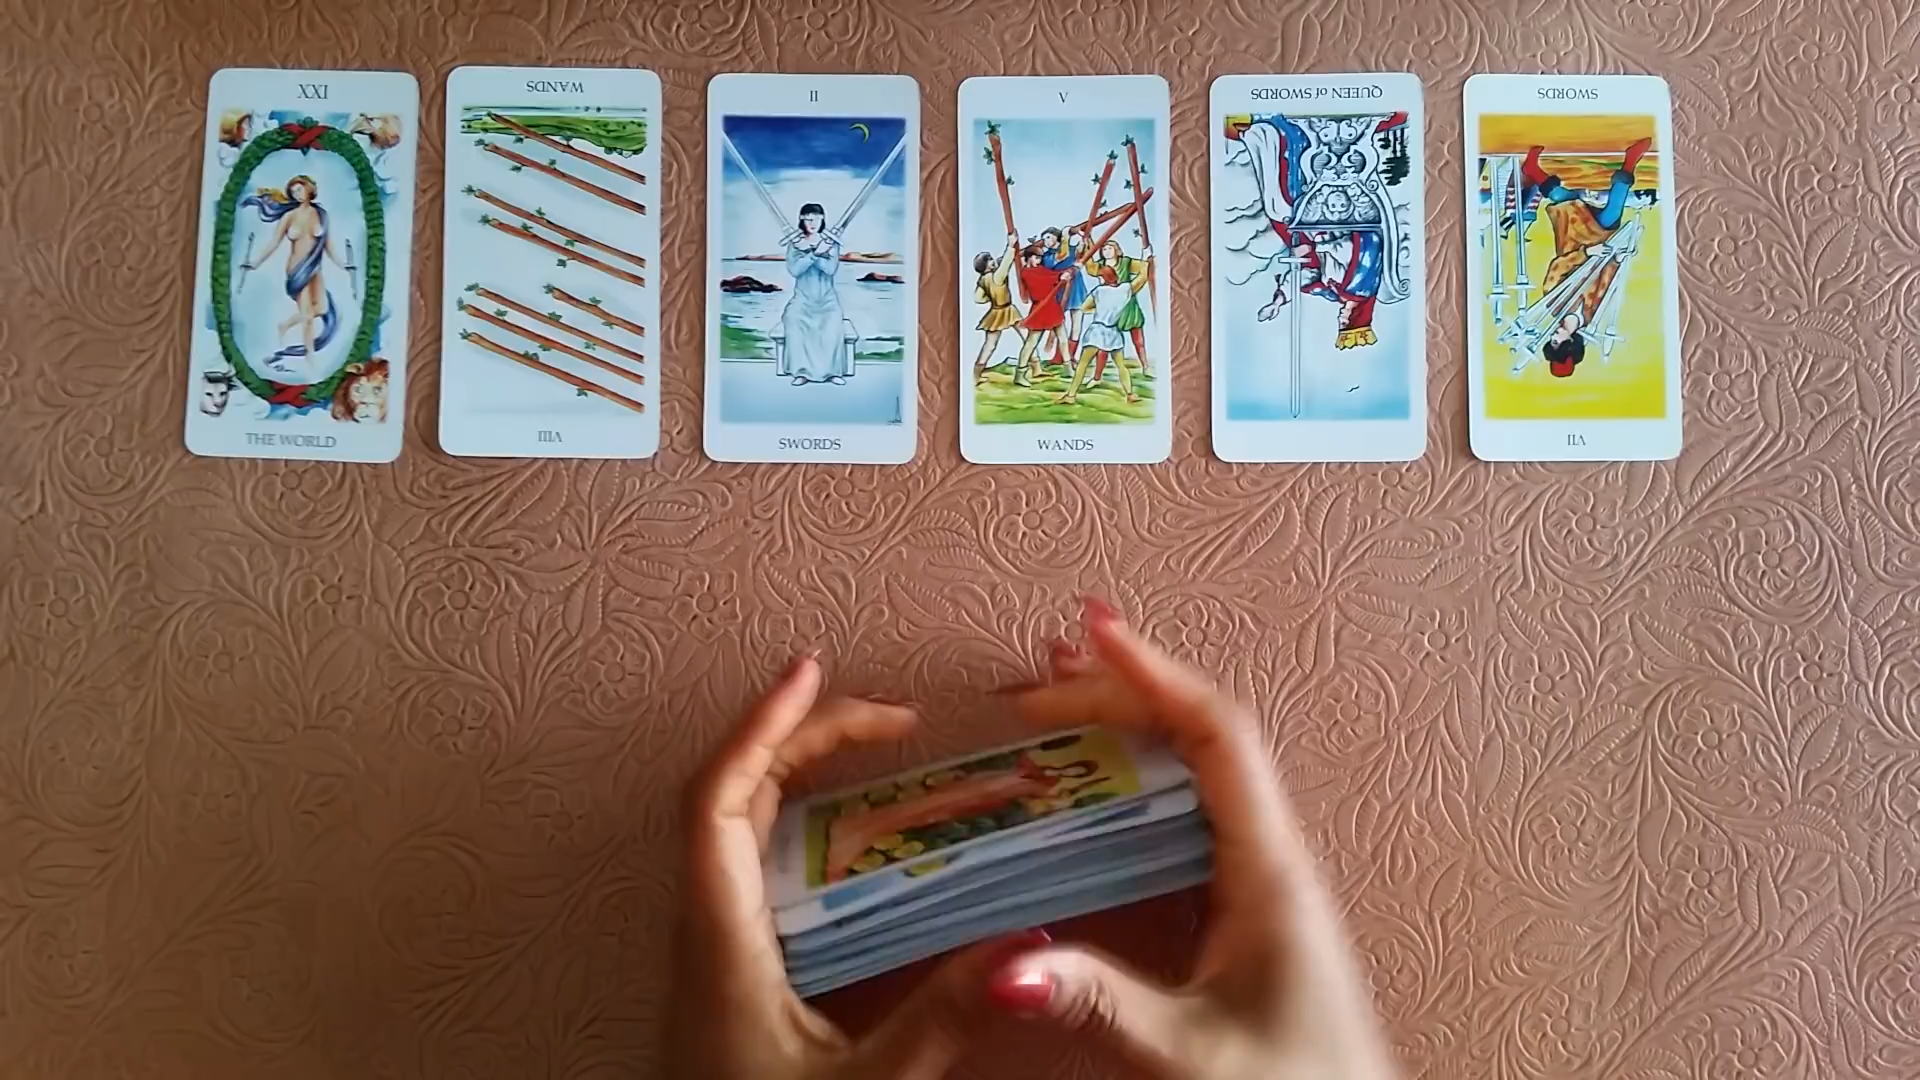 XXI
THE WORLD
WANDS
VIII
II
SWORDS
V
WANDS
QUEEN of SWORDS
SWORDS
VII